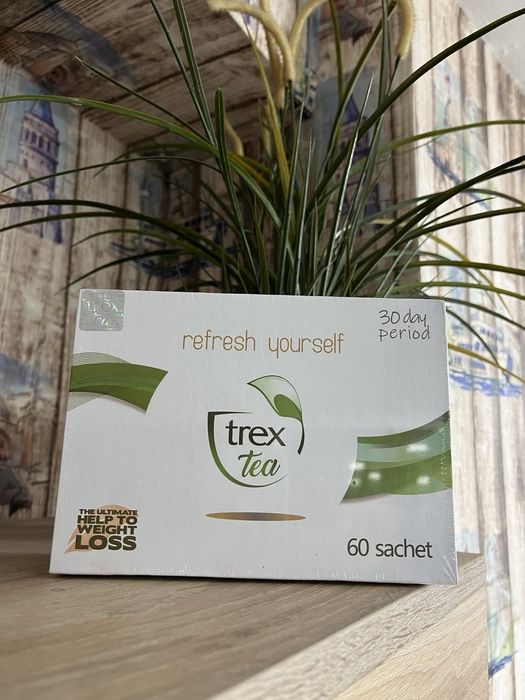 30 day
period
refresh yourself
trex
tea
THE ULTIMATE
HELP TO
WEIGHT
LOSS
60 sachet